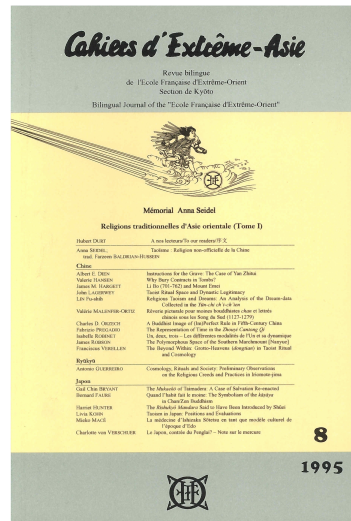 Cahiers d'Extrême-Asie
Revue bilingue
de l'Ecole Française d'Extrême-Orient
Section de Kyôto
Bilingual Journal of the "Ecole Française d'Extrême-Orient"
Mémorial Anna Seidel
Religions traditionnelles d'Asie orientale (Tome I)
Hubert DURT A nos lecteurs/To our readers/序文
Anna SEIDEL, Taoïsme : Religion non-officielle de la Chine
trad. Farzeen BALDRIAN-HUSSEIN
Chine
Albert E. DIEN Instructions for the Grave: The Case of Yan Zhitui
Valerie HANSEN Why Bury Contracts in Tombs?
James M. HARGETT Li Bo (701-762) and Mount Emei
John LAGERWEY Taoist Ritual Space and Dynastic Legitimacy
LIN Fu-shih Religious Taoism and Dreams: An Analysis of the Dream-data
Collected in the Yün-chi ch'i-ch'ien
Valérie MALENFER-ORTIZ Rêverie picturale pour moines bouddhistes chan et lettrés
chinois sous les Song du Sud (1127-1279)
Charles D. ORZECH A Buddhist Image of (Im)Perfect Rule in Fifth-Century China
Fabrizio PREGADIO The Representation of Time in the Zhouyi Cantong Qi
Isabelle ROBINET Un, deux, trois – Les différentes modalités de l'Un et sa dynamique
James ROBSON The Polymorphous Space of the Southern Marchmount [Nanyue]
Franciscus VERELLEN The Beyond Within: Grotto-Heavens (dongtian) in Taoist Ritual
and Cosmology
Ryûkyû
Antonio GUERREIRO Cosmology, Rituals and Society: Preliminary Observations
on the Religious Creeds and Practices in Iriomote-jima
Japon
Gail Chin BRYANT The Mukaekō of Taimadera: A Case of Salvation Re-enacted
Bernard FAURE Quand l'habit fait le moine: The Symbolism of the kāsāya
in Chan/Zen Buddhism
Harriet HUNTER The Rishukyō Mandara Said to Have Been Introduced by Shūei
Livia KOHN Taoism in Japan: Positions and Evaluations
Mieko MACÉ La médecine d'Ishizaka Sôtetsu en tant que modèle culturel de
l'époque d'Edo
Charlotte von VERSCHUER Le Japon, contrée du Penglai? – Note sur le mercure
8
1995